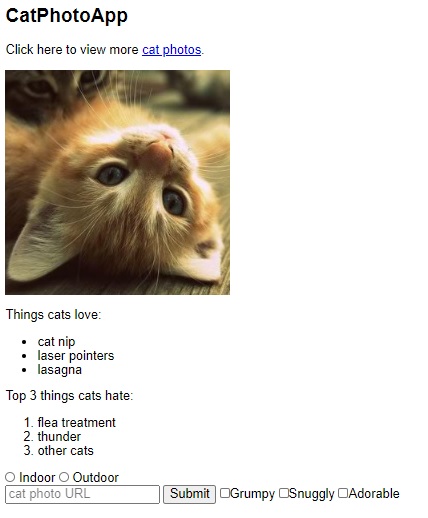 CatPhotoApp
Click here to view more cat photos.
Things cats love:
• cat nip
• laser pointers
• lasagna
Top 3 things cats hate:
1. flea treatment
2. thunder
3. other cats
Indoor Outdoor
cat photo URL Submit Grumpy Snuggly Adorable